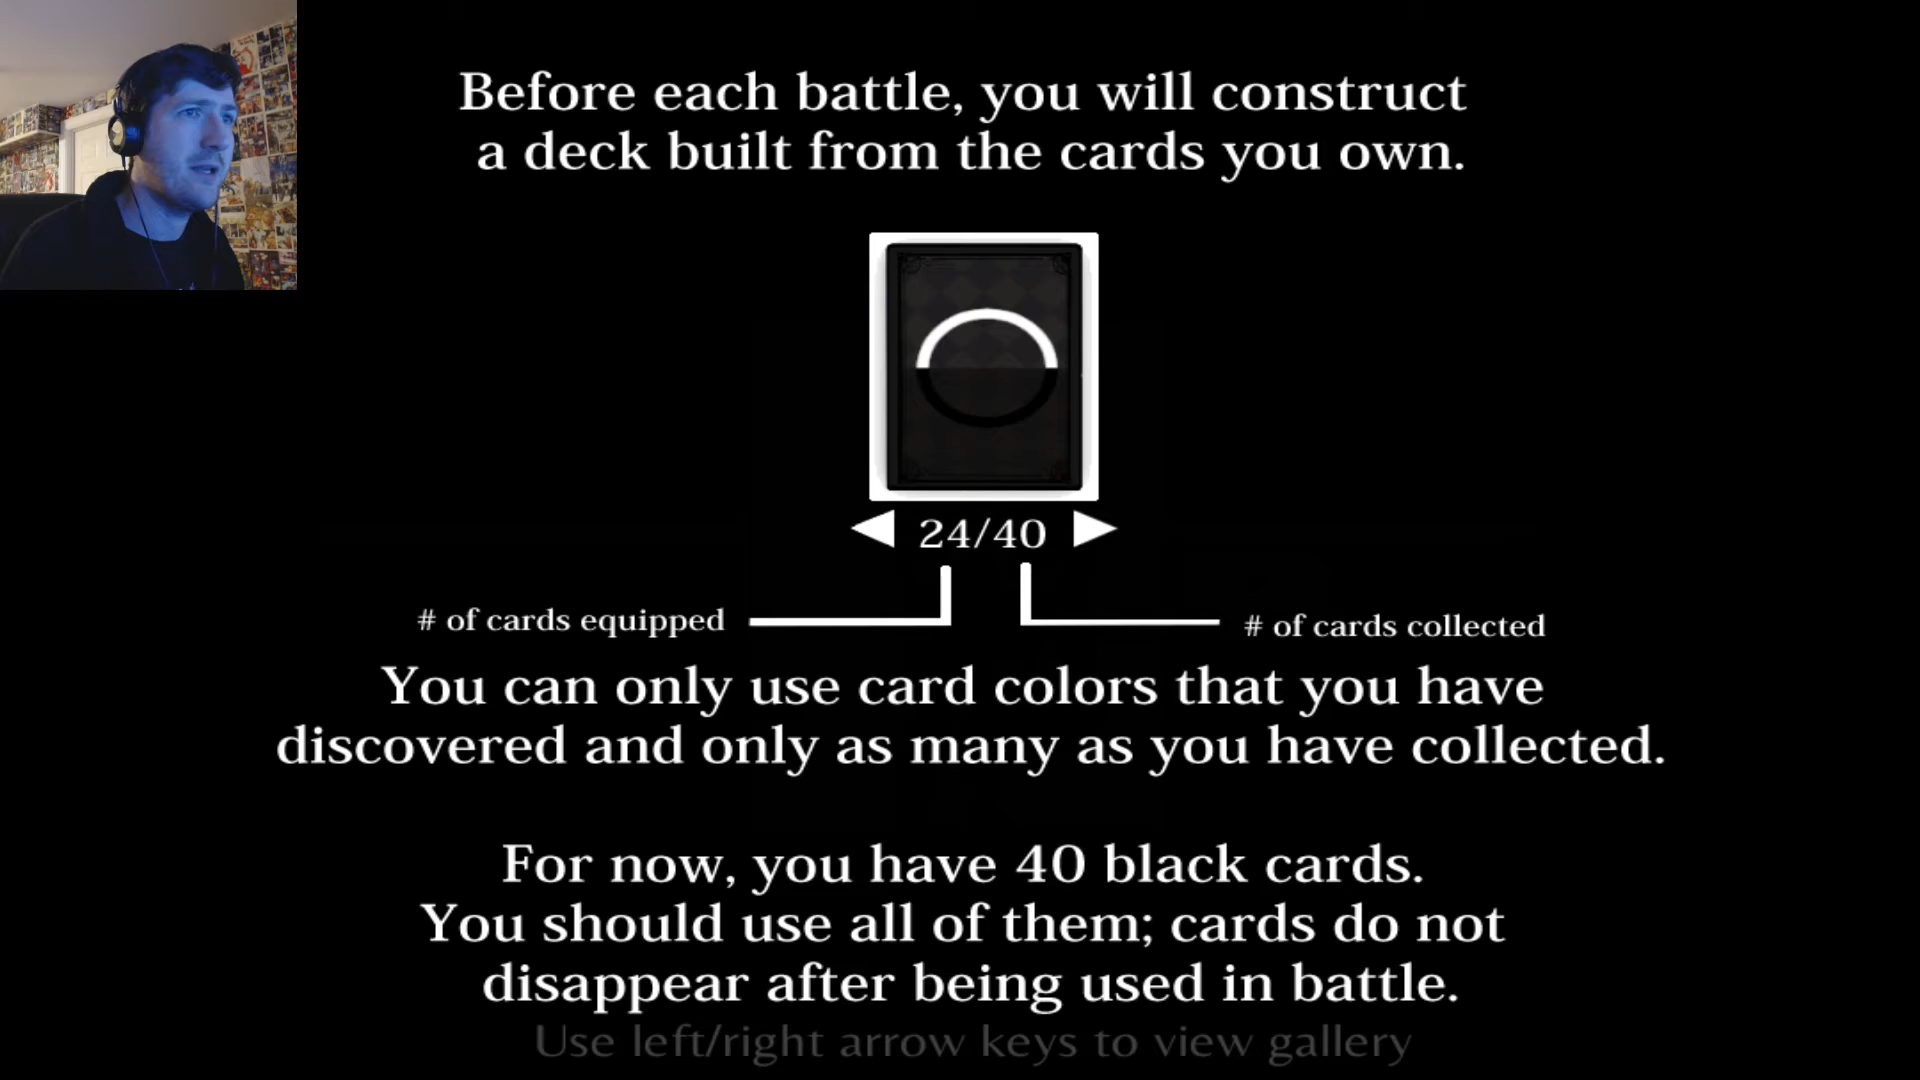 Before each battle, you will construct
a deck built from the cards you own.
24/40
# of cards equipped
# of cards collected
You can only use card colors that you have
discovered and only as many as you have collected.
For now, you have 40 black cards.
You should use all of them; cards do not
disappear after being used in battle.
Use left/right arrow keys to view gallery